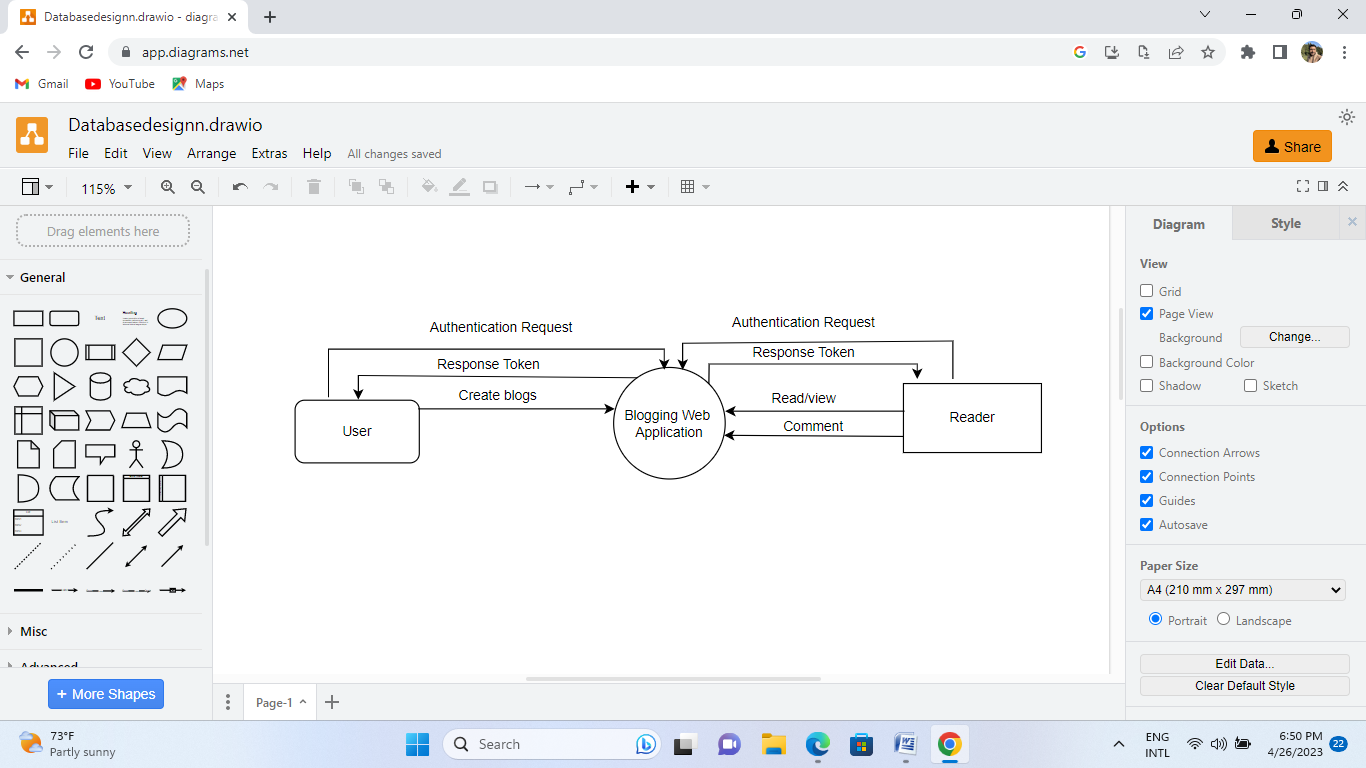 Databasedesignn.drawio - diagra
app.diagrams.net
Gmail
YouTube
Maps
Databasedesignn.drawio
File Edit View Arrange Extras Help All changes saved
Share
115%
Drag elements here
General
Text
Heading
List Item
Misc
Advanced
+ More Shapes
Authentication Request
Response Token
Create blogs
User
Blogging Web
Application
Authentication Request
Response Token
Read/view
Comment
Reader
Page-1
Diagram
Style
View
Grid
Page View
Background
Change...
Background Color
Shadow
Sketch
Options
Connection Arrows
Connection Points
Guides
Autosave
Paper Size
A4 (210 mm x 297 mm)
Portrait
Landscape
Edit Data...
Clear Default Style
73°F
Partly sunny
Search
ENG
INTL
6:50 PM
4/26/2023
22